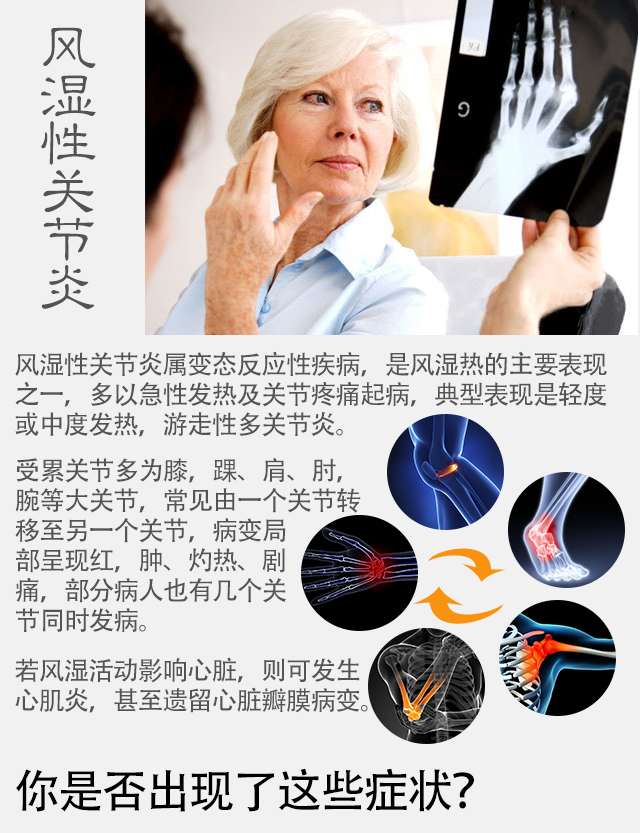 风湿性关节炎
风湿性关节炎属变态反应性疾病，是风湿热的主要表现
之一，多以急性发热及关节疼痛起病，典型表现是轻度
或中度发热，游走性多关节炎。
受累关节多为膝，踝、肩、肘，
腕等大关节，常见由一个关节转
移至另一个关节，病变局
部呈现红，肿、灼热、剧
痛，部分病人也有几个关
节同时发病。
若风湿活动影响心脏，则可发生
心肌炎，甚至遗留心脏瓣膜病变。
你是否出现了这些症状？